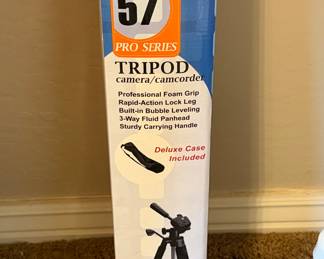 57
PRO SERIES
TRIPOD
camera/camcorder
Professional Foam Grip
Rapid-Action Lock Leg
Built-in Bubble Leveling
3-Way Fluid Panhead
Sturdy Carrying Handle
Deluxe Case
Included